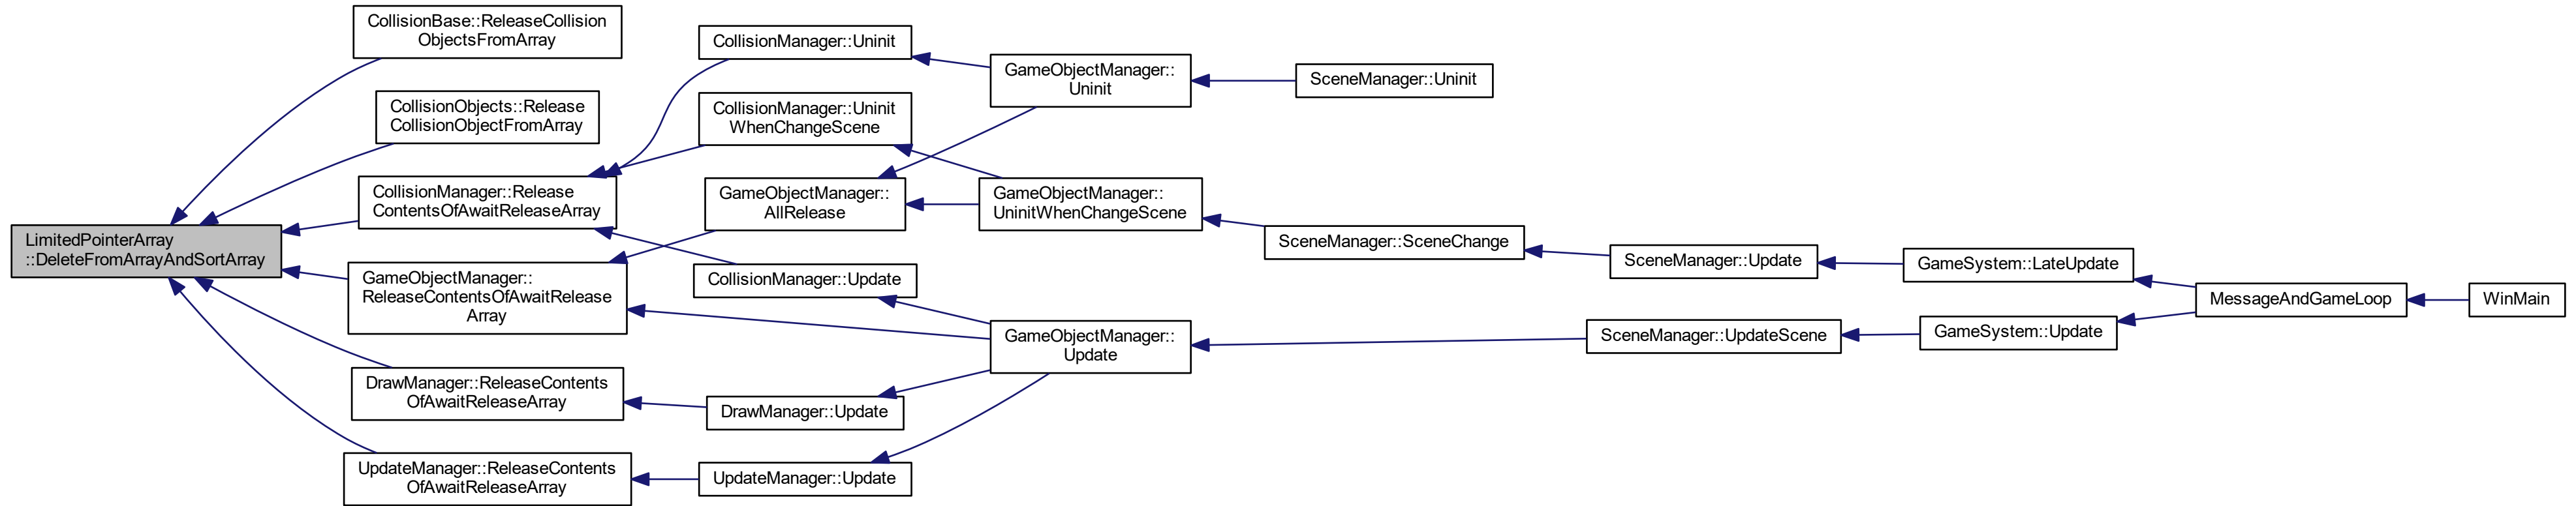 LimitedPointerArray
::DeleteFromArrayAndSortArray
CollisionBase::ReleaseCollision
ObjectsFromArray
CollisionObjects::Release
CollisionObjectFromArray
CollisionManager::Release
ContentsOfAwaitReleaseArray
GameObjectManager::
ReleaseContentsOfAwaitRelease
Array
DrawManager::ReleaseContents
OfAwaitReleaseArray
UpdateManager::ReleaseContents
OfAwaitReleaseArray
CollisionManager::Uninit
CollisionManager::Uninit
WhenChangeScene
GameObjectManager::
AllRelease
CollisionManager::Update
DrawManager::Update
UpdateManager::Update
GameObjectManager::
Uninit
GameObjectManager::
UninitWhenChangeScene
GameObjectManager::
Update
SceneManager::Uninit
SceneManager::SceneChange
SceneManager::Update
SceneManager::UpdateScene
GameSystem::LateUpdate
GameSystem::Update
MessageAndGameLoop
WinMain